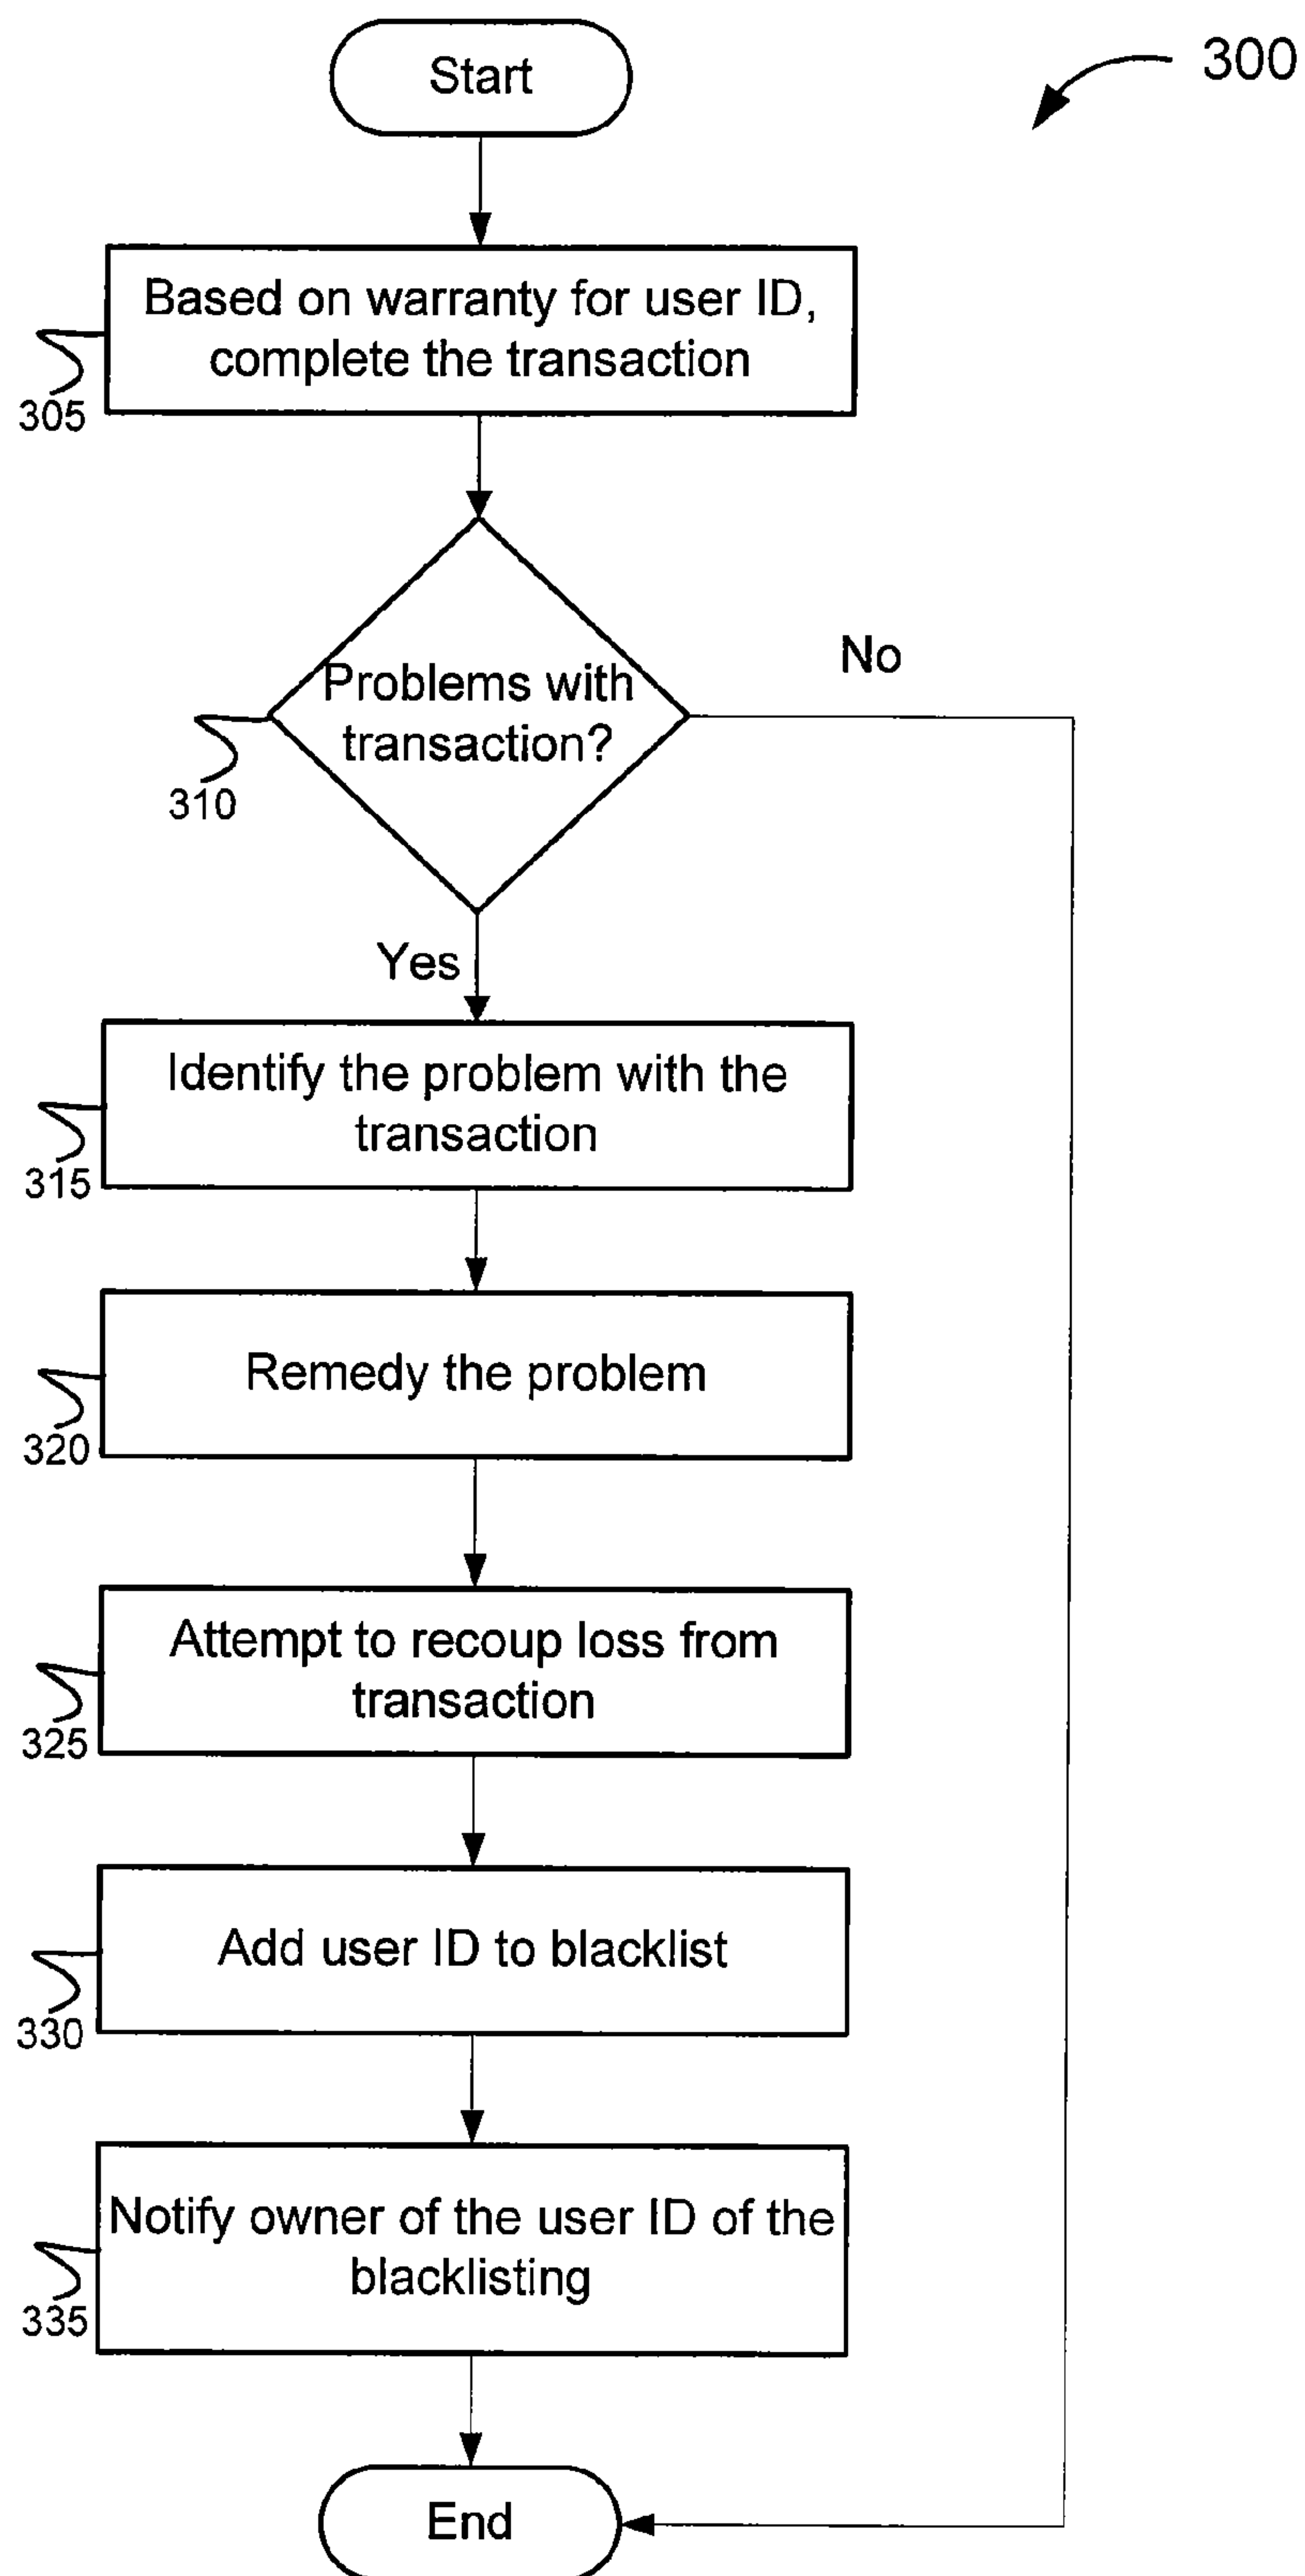 300
Start
Based on warranty for user ID,
complete the transaction
305
Problems with
transaction?
No
310
Yes
Identify the problem with the
transaction
315
Remedy the problem
320
Attempt to recoup loss from
transaction
325
Add user ID to blacklist
330
Notify owner of the user ID of the
blacklisting
335
End